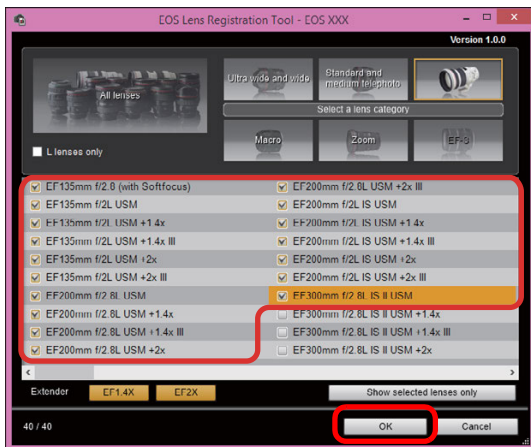 EOS Lens Registration Tool - EOS XXX
Version 1.0.0
All lenses
Ultra wide and wide
Standard and medium telephoto
Select a lens category
L lenses only
Macro
Zoom
EF-S
EF135mm f/2.8 (with Softfocus)
EF135mm f/2L USM
EF135mm f/2L USM +1.4x
EF135mm f/2L USM +1.4x III
EF135mm f/2L USM +2x
EF135mm f/2L USM +2x III
EF200mm f/2.8L USM
EF200mm f/2.8L USM +1.4x
EF200mm f/2.8L USM +1.4x III
EF200mm f/2.8L USM +2x
EF200mm f/2.8L USM +2x III
EF200mm f/2L IS USM
EF200mm f/2L IS USM +1.4x
EF200mm f/2L IS USM +1.4x III
EF200mm f/2L IS USM +2x
EF200mm f/2L IS USM +2x III
EF300mm f/2.8L IS II USM
EF300mm f/2.8L IS II USM +1.4x
EF300mm f/2.8L IS II USM +1.4x III
EF300mm f/2.8L IS II USM +2x
Extender
EF1.4X
EF2X
Show selected lenses only
40 / 40
OK
Cancel